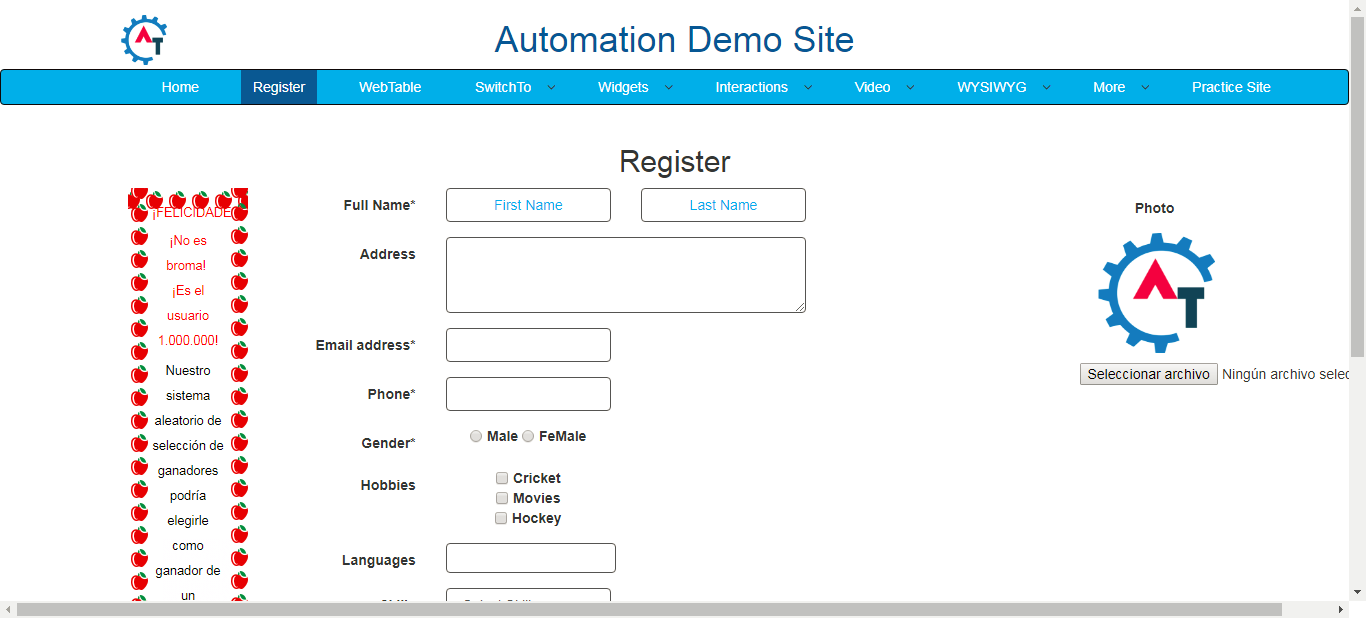 Automation Demo Site
Home Register WebTable SwitchTo Widgets Interactions Video WYSIWYG More Practice Site
Register
¡FELICIDADE
¡No es
broma!
¡Es el
usuario
1.000.000!
Nuestro
sistema
aleatorio de
selección de
ganadores
podría
elegirle
como
ganador de
un
Full Name* First Name Last Name
Address
Email address*
Phone*
Gender* Male FeMale
Hobbies Cricket
Movies
Hockey
Languages
Photo
AT
Seleccionar archivo Ningún archivo selec